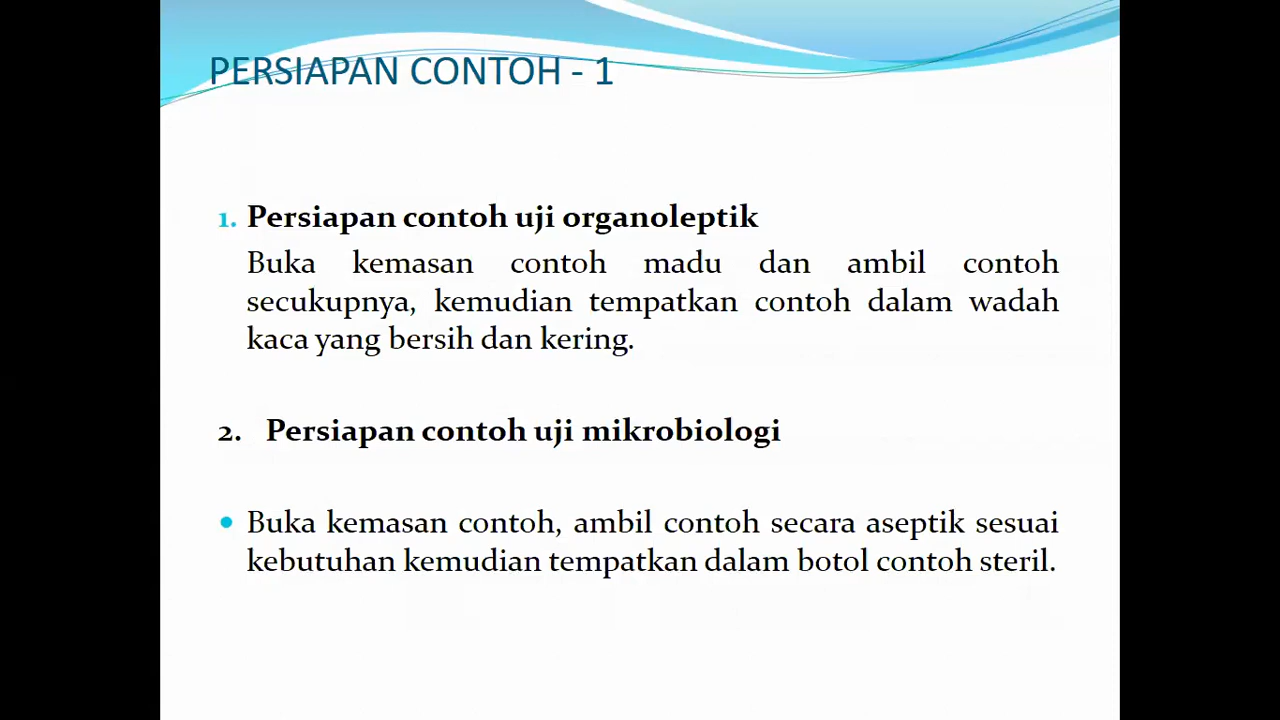 PERSIAPAN CONTOH - 1
1. Persiapan contoh uji organoleptik
Buka kemasan contoh madu dan ambil contoh
secukupnya, kemudian tempatkan contoh dalam wadah
kaca yang bersih dan kering.
2. Persiapan contoh uji mikrobiologi
• Buka kemasan contoh, ambil contoh secara aseptik sesuai
kebutuhan kemudian tempatkan dalam botol contoh steril.